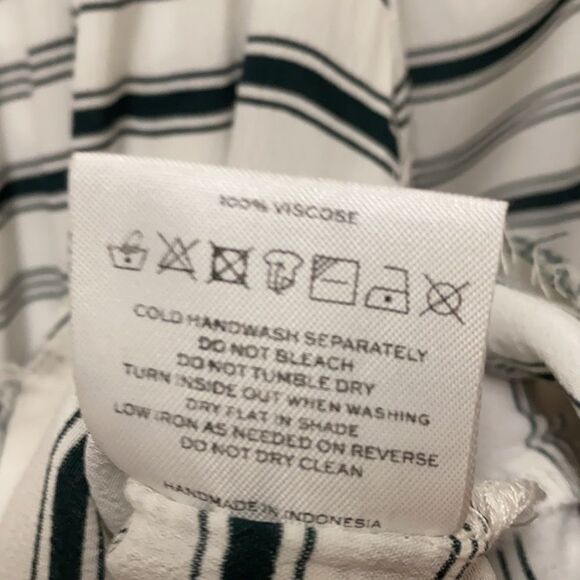 100% VISCOSE
COLD HANDWASH SEPARATELY
DO NOT BLEACH
DO NOT TUMBLE DRY
TURN INSIDE OUT WHEN WASHING
DRY FLAT IN SHADE
LOW IRON AS NEEDED ON REVERSE
DO NOT DRY CLEAN
HANDMADE IN INDONESIA